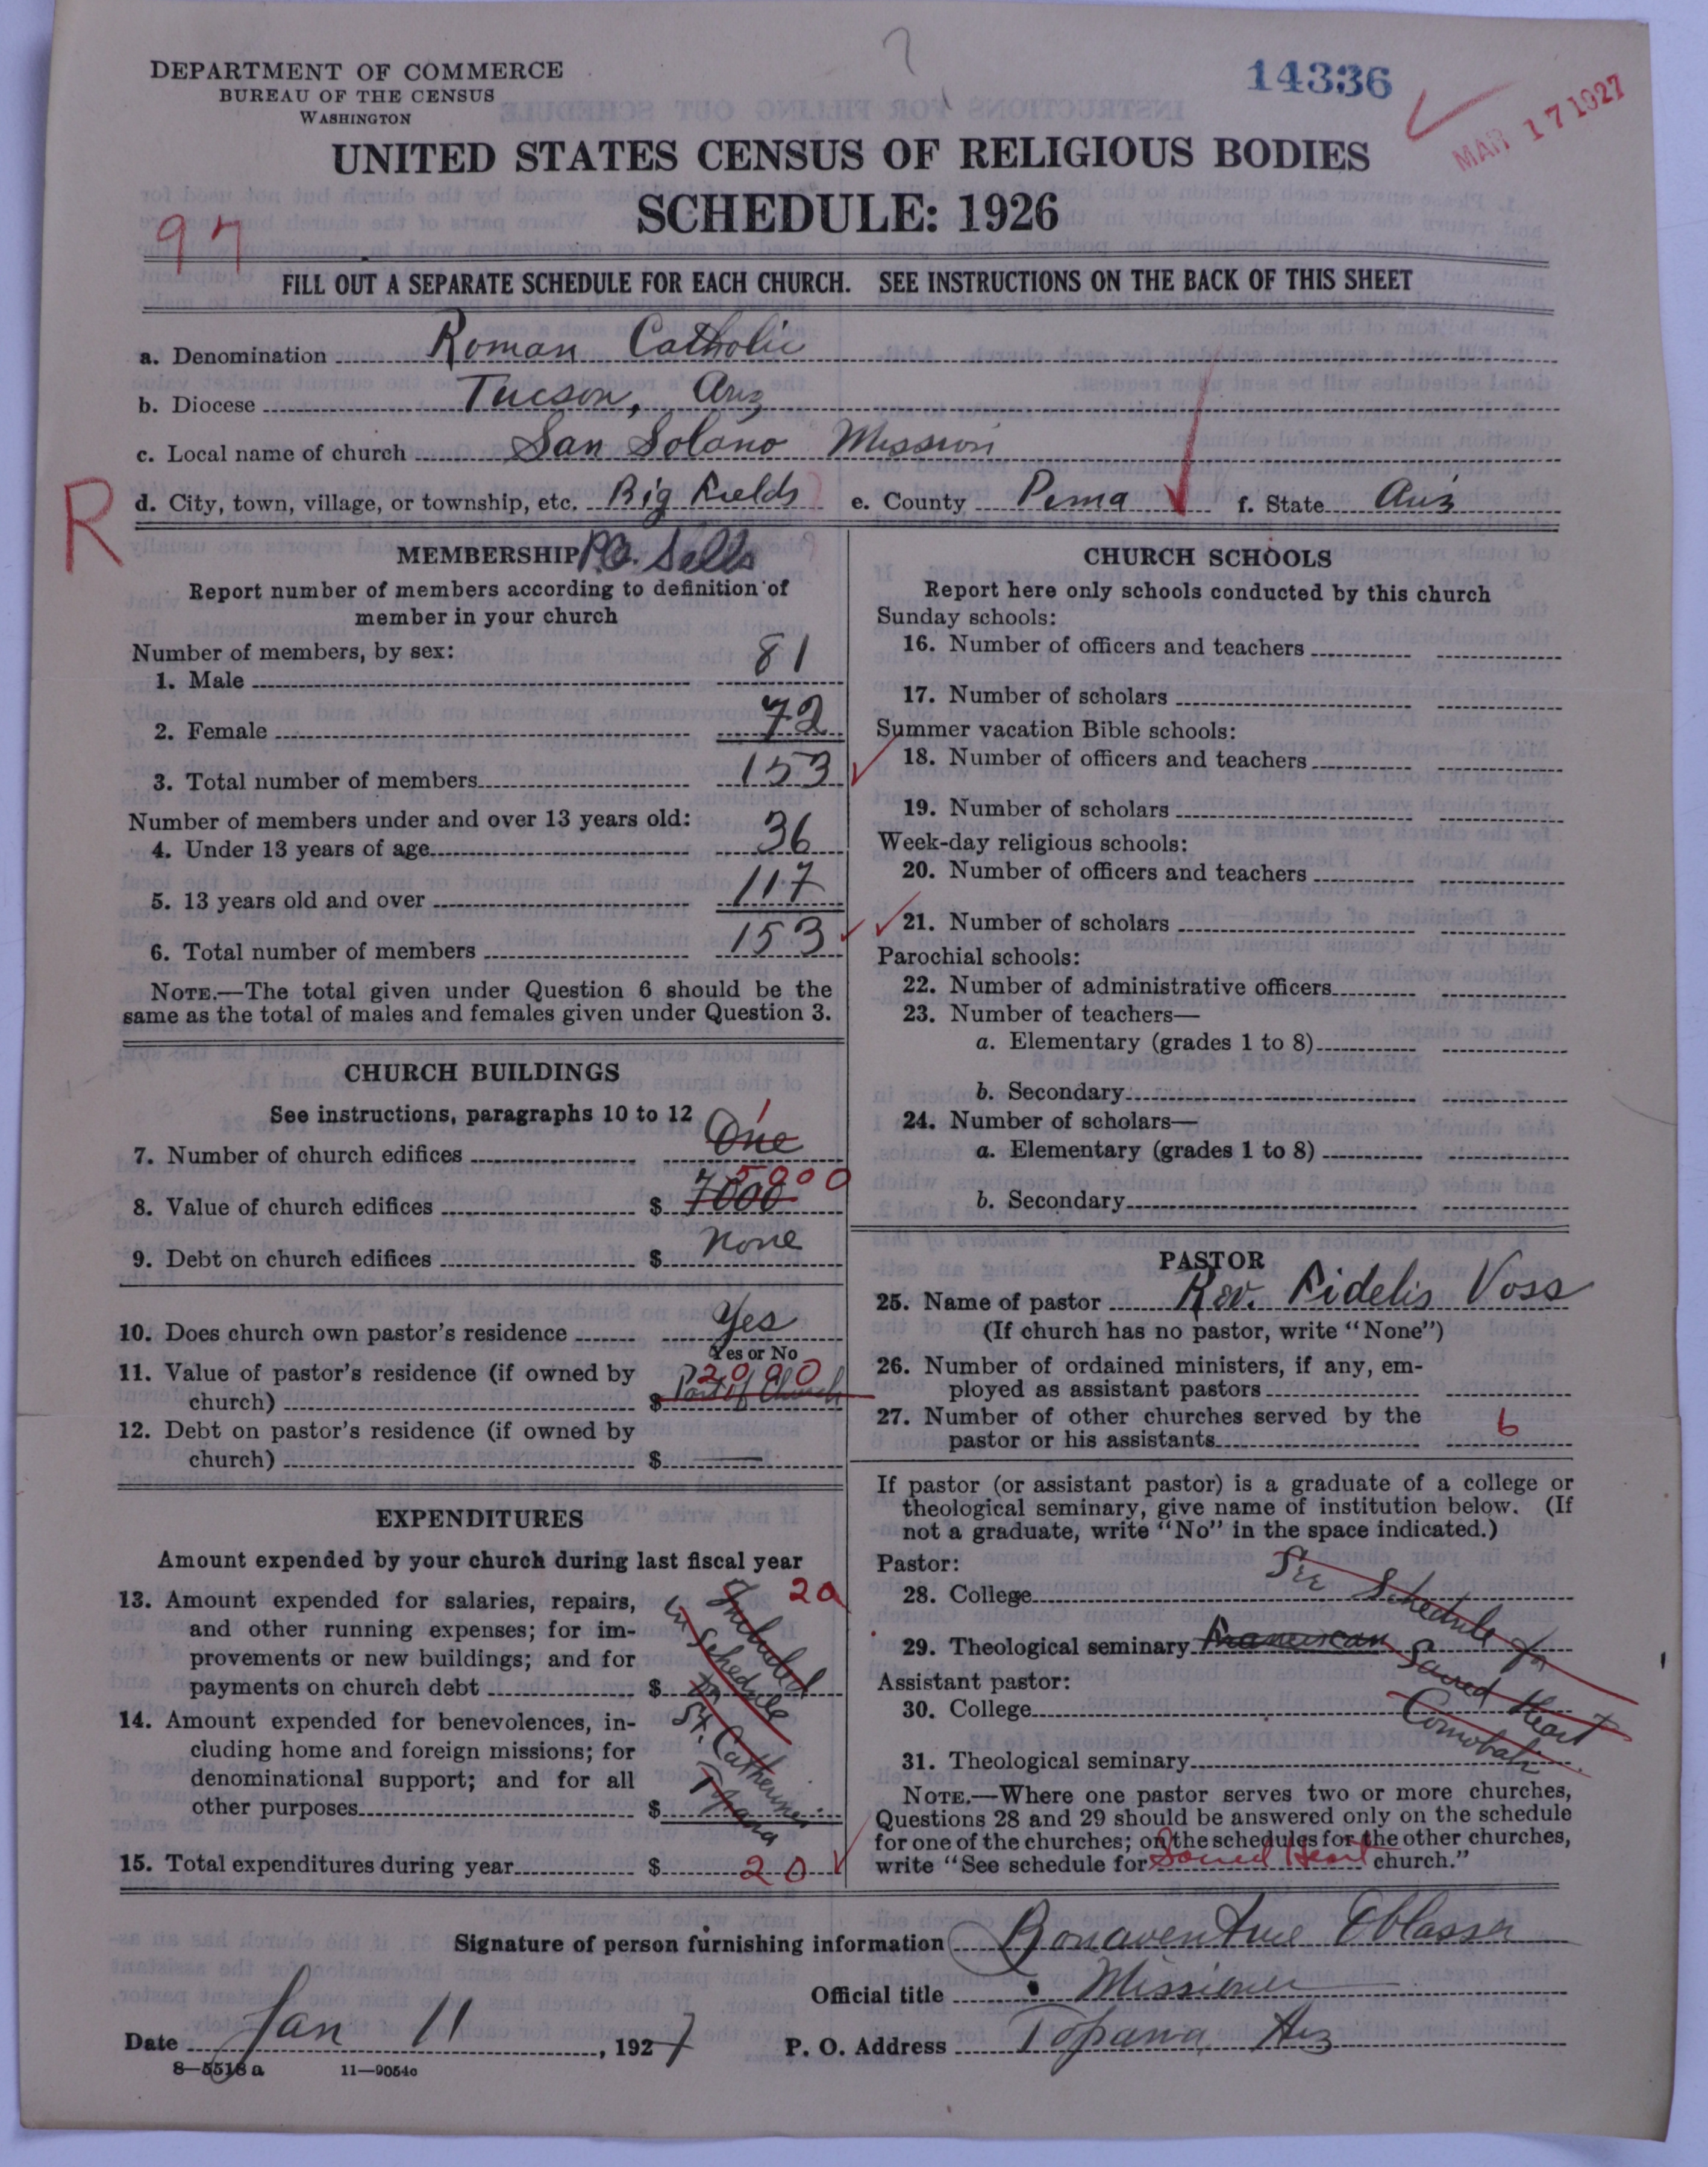 DEPARTMENT OF COMMERCE
BUREAU OF THE CENSUS
WASHINGTON
14336
MAR 17 1927
UNITED STATES CENSUS OF RELIGIOUS BODIES
SCHEDULE: 1926
97
FILL OUT A SEPARATE SCHEDULE FOR EACH CHURCH. SEE INSTRUCTIONS ON THE BACK OF THIS SHEET
a. Denomination Roman Catholic
b. Diocese Tucson, Ariz
c. Local name of church San Solano Mission
R
d. City, town, village, or township, etc. Big Fields e. County Pima f. State Ariz
MEMBERSHIP P.O. Sells
Report number of members according to definition of
member in your church
Number of members, by sex:
1. Male 81
2. Female 72
3. Total number of members 153
Number of members under and over 13 years old:
4. Under 13 years of age 36
5. 13 years old and over 117
6. Total number of members 153
NOTE.—The total given under Question 6 should be the
same as the total of males and females given under Question 3.
CHURCH BUILDINGS
See instructions, paragraphs 10 to 12
7. Number of church edifices One 1
8. Value of church edifices $ 7000 5000
9. Debt on church edifices $ none
10. Does church own pastor's residence Yes
Yes or No
11. Value of pastor's residence (if owned by 2000
church) $ Part of Church
12. Debt on pastor's residence (if owned by
church) $ —
EXPENDITURES
Amount expended by your church during last fiscal year
13. Amount expended for salaries, repairs, 20
and other running expenses; for im-
provements or new buildings; and for
payments on church debt $
Included
in Schedule
for
St. Catherine
Topana
14. Amount expended for benevolences, in-
cluding home and foreign missions; for
denominational support; and for all
other purposes $
15. Total expenditures during year $ 20
CHURCH SCHOOLS
Report here only schools conducted by this church
Sunday schools:
16. Number of officers and teachers
17. Number of scholars
Summer vacation Bible schools:
18. Number of officers and teachers
19. Number of scholars
Week-day religious schools:
20. Number of officers and teachers
21. Number of scholars
Parochial schools:
22. Number of administrative officers
23. Number of teachers—
a. Elementary (grades 1 to 8)
b. Secondary
24. Number of scholars—
a. Elementary (grades 1 to 8)
b. Secondary
PASTOR
25. Name of pastor Rev. Fidelis Voss
(If church has no pastor, write "None")
26. Number of ordained ministers, if any, em-
ployed as assistant pastors
27. Number of other churches served by the
pastor or his assistants 6
If pastor (or assistant pastor) is a graduate of a college or
theological seminary, give name of institution below. (If
not a graduate, write "No" in the space indicated.)
Pastor:
28. College See Schedule for
29. Theological seminary Franciscan Sacred Heart
Assistant pastor:
30. College
31. Theological seminary
NOTE.—Where one pastor serves two or more churches,
Questions 28 and 29 should be answered only on the schedule
for one of the churches; on the schedules for the other churches,
write "See schedule for Sacred Heart church."
Signature of person furnishing information Bonaventure Oblasser
Official title Missioner
Date Jan 11, 1927 P. O. Address Topana, Ariz
8—5518 a 11—9054c